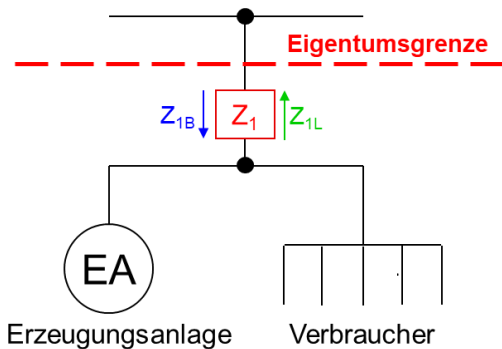 Eigentumsgrenze
Z1B
Z1
Z1L
EA
Erzeugungsanlage
Verbraucher